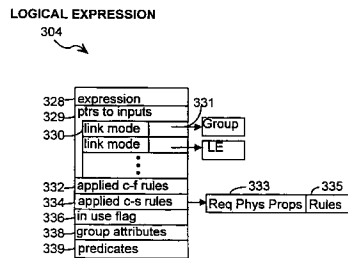 LOGICAL EXPRESSION
304
328 expression
329 ptrs to inputs 331
330 link mode Group
link mode LE
332 applied c-f rules 333 335
334 applied c-s rules Req Phys Props Rules
336 in use flag
338 group attributes
339 predicates